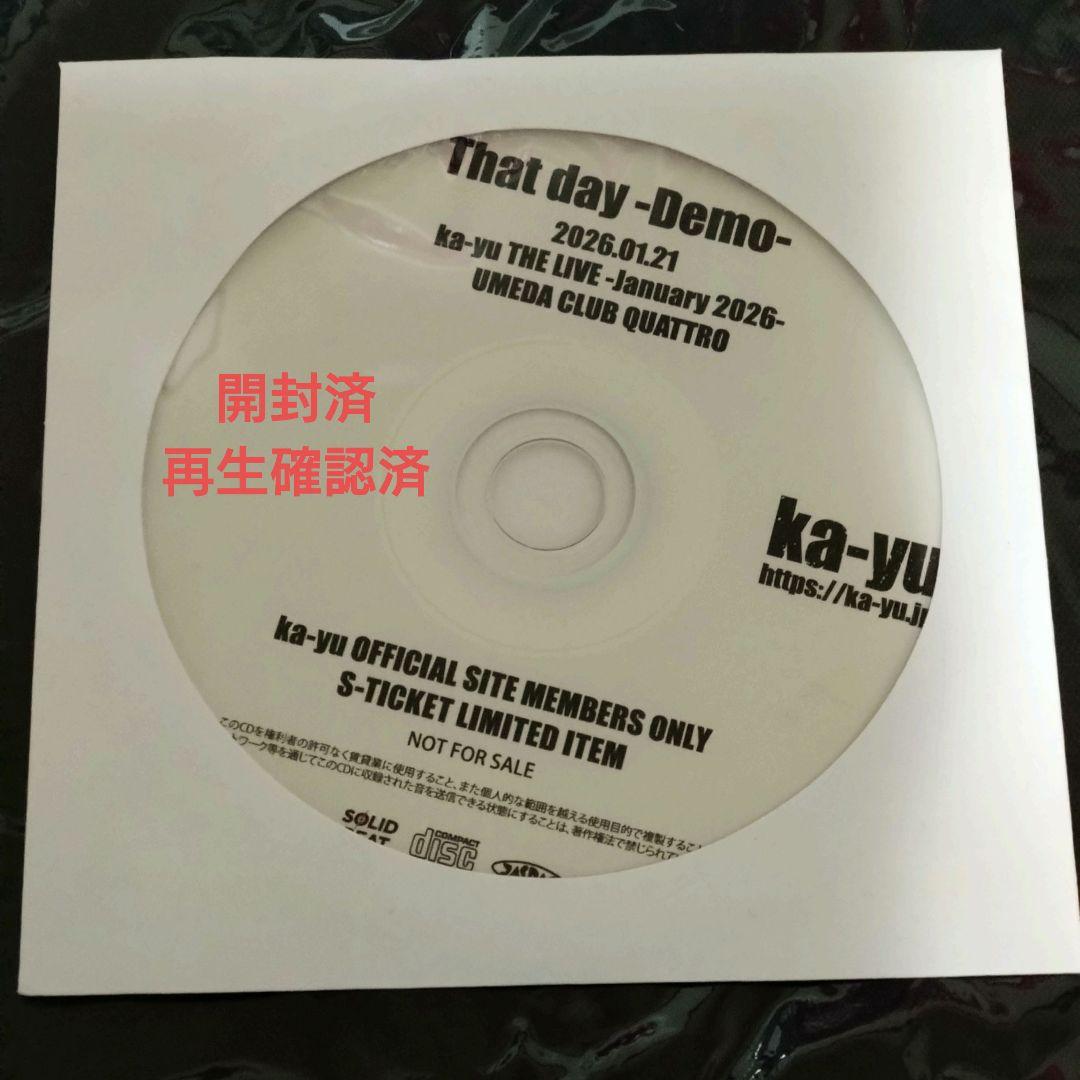 That day -Demo-
2026.01.21
ka-yu THE LIVE -January 2026-
UMEDA CLUB QUATTRO
開封済
再生確認済
ka-yu
https://ka-yu.j
ka-yu OFFICIAL SITE MEMBERS ONLY
S-TICKET LIMITED ITEM
NOT FOR SALE
このCDを権利者の許可なく賃貸業に使用すること、また個人的な範囲を越える使用目的で複製すること
トワーク等を通じてこのCDに収録された音を送信できる状態にすることは、著作権法で禁じられて
SOLID
COMPACT
disc